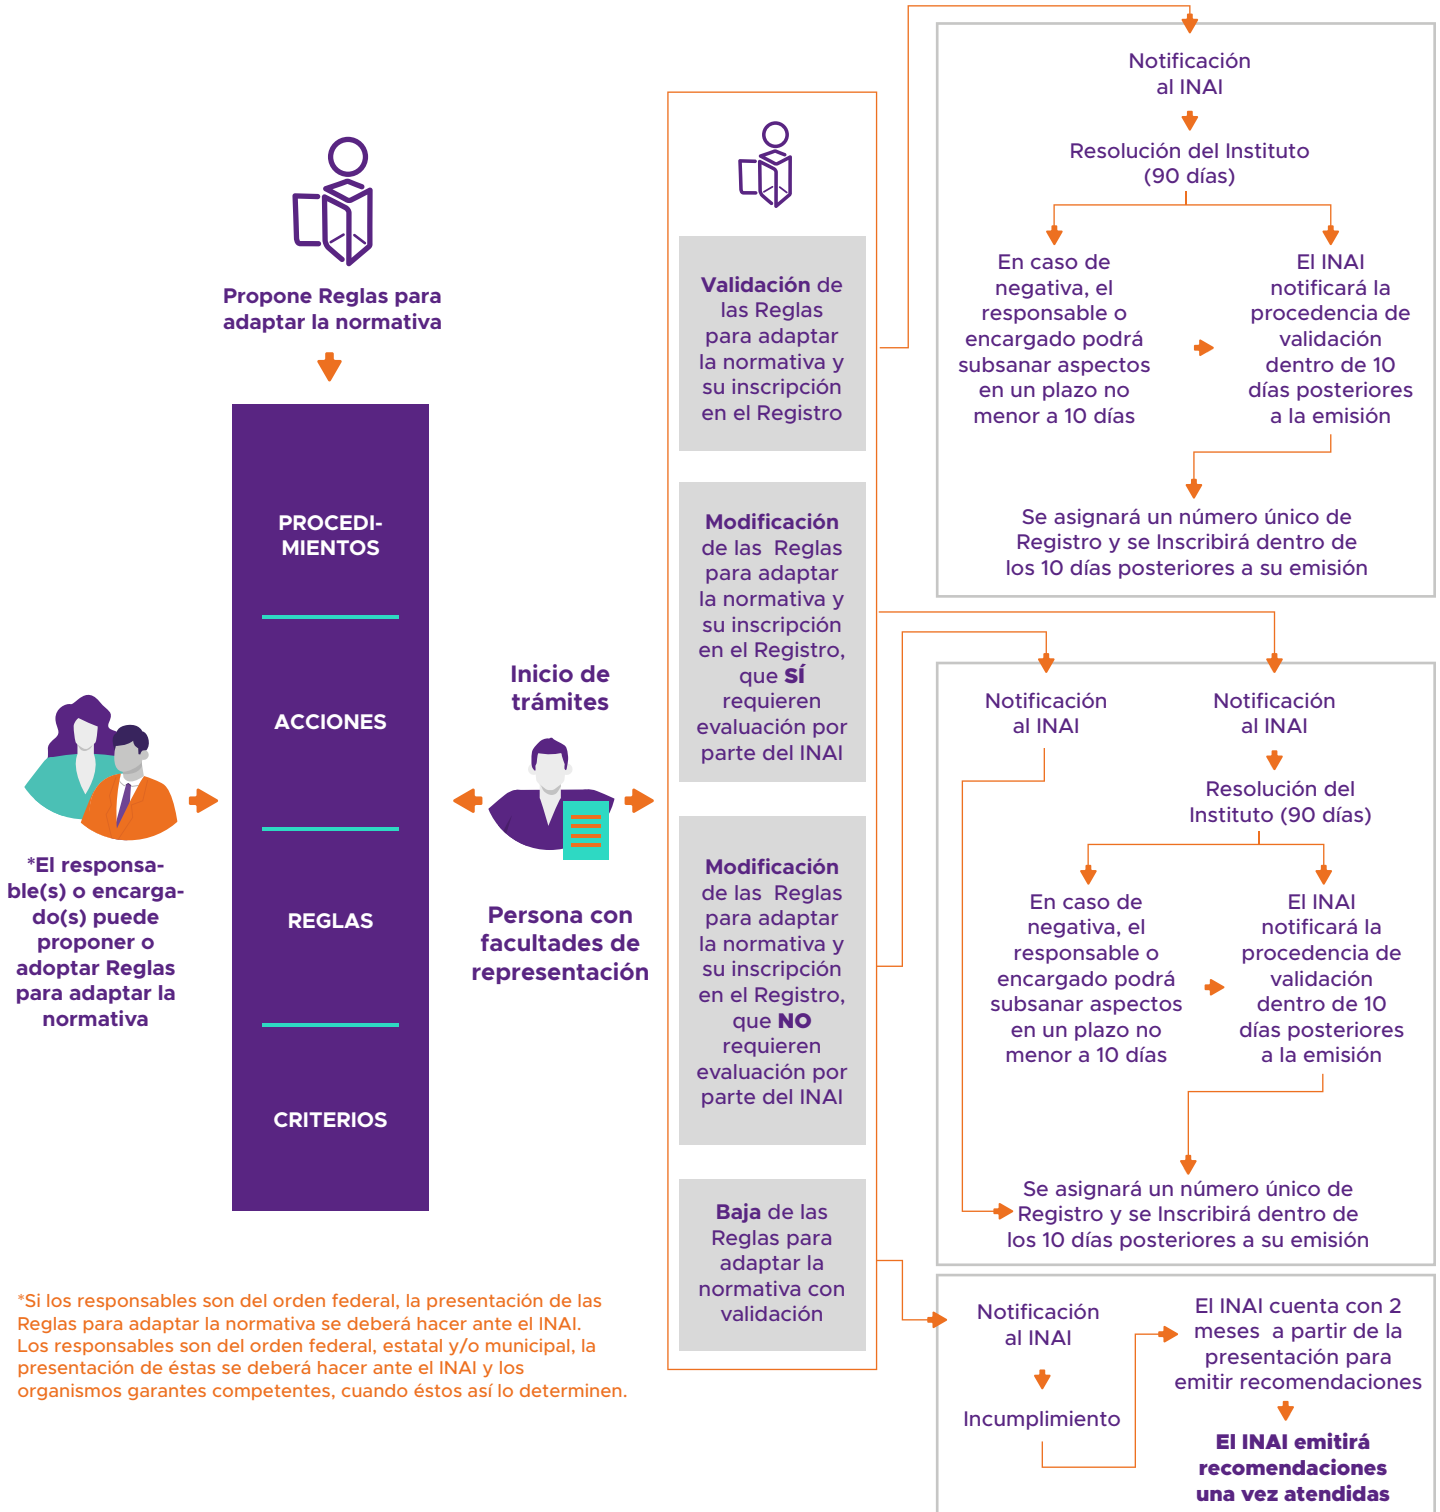 Propone Reglas para
adaptar la normativa
PROCEDI-
MIENTOS
ACCIONES
REGLAS
CRITERIOS
*El responsa-
ble(s) o encarga-
do(s) puede
proponer o
adoptar Reglas
para adaptar la
normativa
Inicio de
trámites
Persona con
facultades de
representación
Validación de
las Reglas
para adaptar
la normativa y
su inscripción
en el Registro
Modificación
de las Reglas
para adaptar
la normativa y
su inscripción
en el Registro,
que SÍ
requieren
evaluación por
parte del INAI
Modificación
de las Reglas
para adaptar
la normativa y
su inscripción
en el Registro,
que NO
requieren
evaluación por
parte del INAI
Baja de las
Reglas para
adaptar la
normativa con
validación
Notificación
al INAI
Resolución del Instituto
(90 días)
En caso de
negativa, el
responsable o
encargado podrá
subsanar aspectos
en un plazo no
menor a 10 días
El INAI
notificará la
procedencia de
validación
dentro de 10
días posteriores
a la emisión
Se asignará un número único de
Registro y se Inscribirá dentro de
los 10 días posteriores a su emisión
Notificación
al INAI
Notificación
al INAI
Resolución del
Instituto (90 días)
En caso de
negativa, el
responsable o
encargado podrá
subsanar aspectos
en un plazo no
menor a 10 días
El INAI
notificará la
procedencia de
validación
dentro de 10
días posteriores
a la emisión
Se asignará un número único de
Registro y se Inscribirá dentro de
los 10 días posteriores a su emisión
Notificación
al INAI
Incumplimiento
El INAI cuenta con 2
meses a partir de la
presentación para
emitir recomendaciones
El INAI emitirá
recomendaciones
una vez atendidas
*Si los responsables son del orden federal, la presentación de las
Reglas para adaptar la normativa se deberá hacer ante el INAI.
Los responsables son del orden federal, estatal y/o municipal, la
presentación de éstas se deberá hacer ante el INAI y los
organismos garantes competentes, cuando éstos así lo determinen.